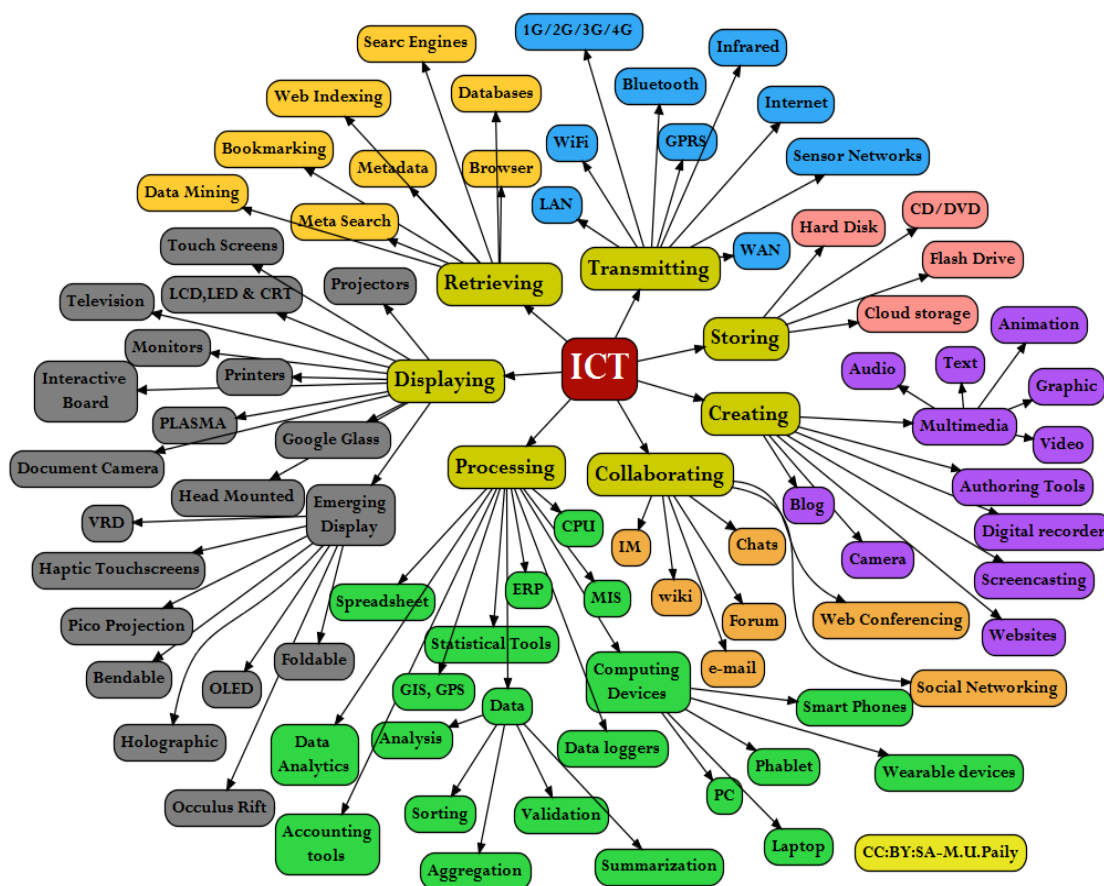 1G/2G/3G/4G
Searc Engines
Infrared
Bluetooth
Databases
Web Indexing
Internet
WiFi
GPRS
Bookmarking
Metadata
Browser
Sensor Networks
Data Mining
LAN
Meta Search
CD/DVD
Hard Disk
Touch Screens
WAN
Transmitting
Flash Drive
Retrieving
Projectors
LCD,LED & CRT
Television
Cloud storage
Animation
Storing
Monitors
Printers
Interactive
Board
Displaying
ICT
Audio
Text
Graphic
Creating
Multimedia
PLASMA
Google Glass
Video
Document Camera
Processing
Collaborating
Head Mounted
Emerging
Display
Authoring Tools
Blog
VRD
CPU
IM
Chats
Digital recorder
Camera
Haptic Touchscreens
Screencasting
Spreadsheet
ERP
MIS
wiki
Pico Projection
Forum
Web Conferencing
Websites
Statistical Tools
Foldable
e-mail
Bendable
OLED
GIS, GPS
Computing
Devices
Social Networking
Data
Smart Phones
Holographic
Data
Analytics
Analysis
Data loggers
Phablet
Wearable devices
PC
Occulus Rift
Sorting
Validation
Accounting
tools
Laptop
Aggregation
Summarization
CC:BY:SA-M.U.Paily